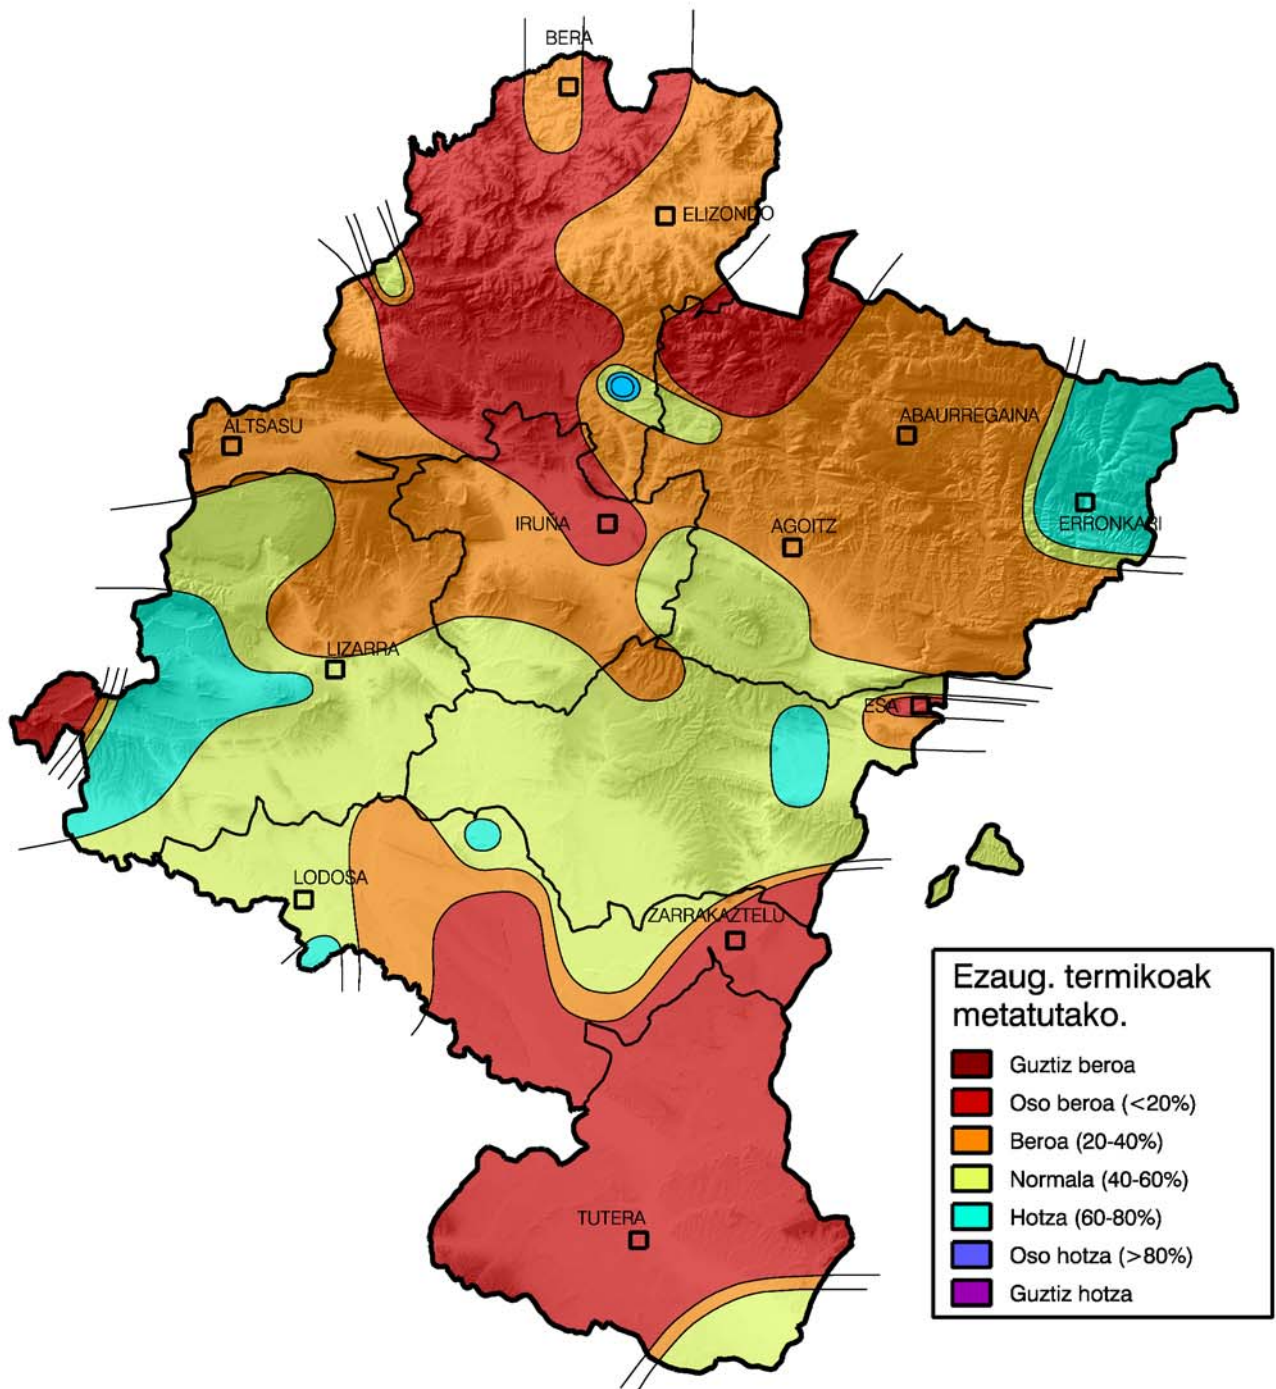 BERA
ELIZONDO
ALTSASU
ABAURREGAINA
IRUÑA
AGOITZ
ERRONKARI
LIZARRA
ESA
LODOSA
ZARRAKAZTELU
TUTERA
Ezaug. termikoak
metatutako.
Guztiz beroa
Oso beroa (<20%)
Beroa (20-40%)
Normala (40-60%)
Hotza (60-80%)
Oso hotza (>80%)
Guztiz hotza